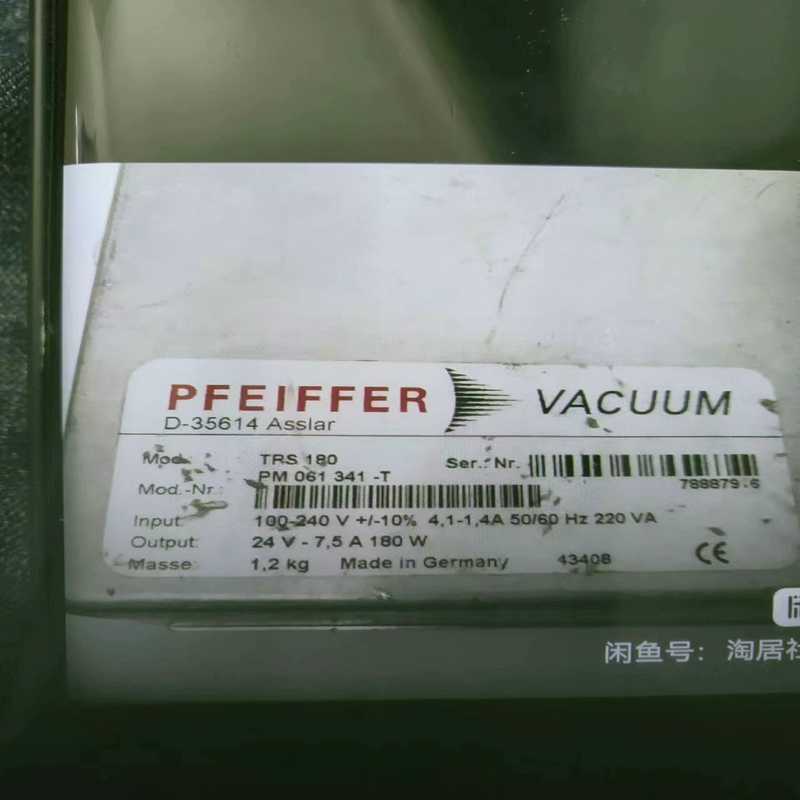 PFEIFFER VACUUM
D-35614 Asslar
Mod. TRS 180 Ser.-Nr.
PM 061 341 -T 788879.6
Mod.-Nr.
Input: 100-240 V +/-10% 4,1-1,4A 50/60 Hz 220 VA
Output: 24 V - 7,5 A 180 W
Masse: 1,2 kg Made in Germany 43408 CE
闲鱼号：淘居社